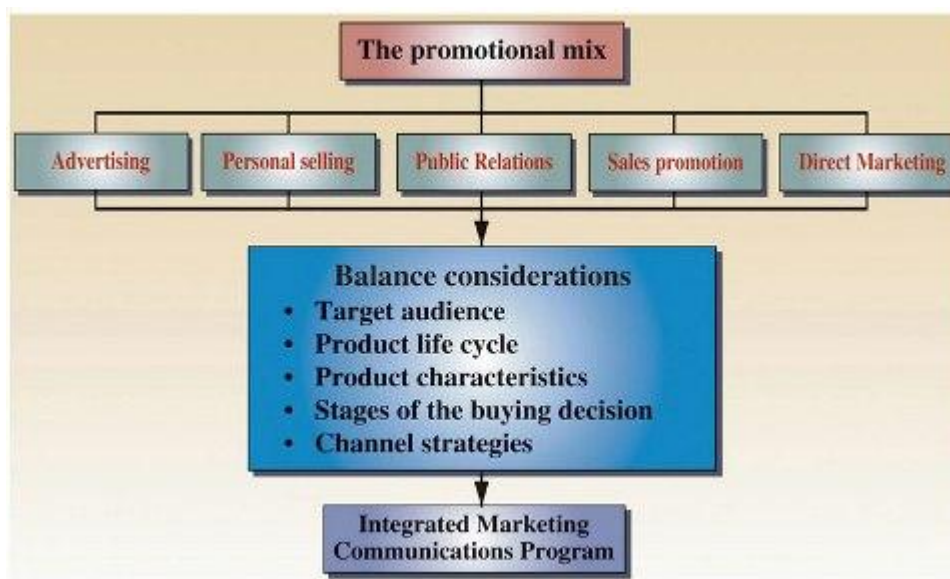 The promotional mix
Advertising
Personal selling
Public Relations
Sales promotion
Direct Marketing
Balance considerations
• Target audience
• Product life cycle
• Product characteristics
• Stages of the buying decision
• Channel strategies
Integrated Marketing
Communications Program